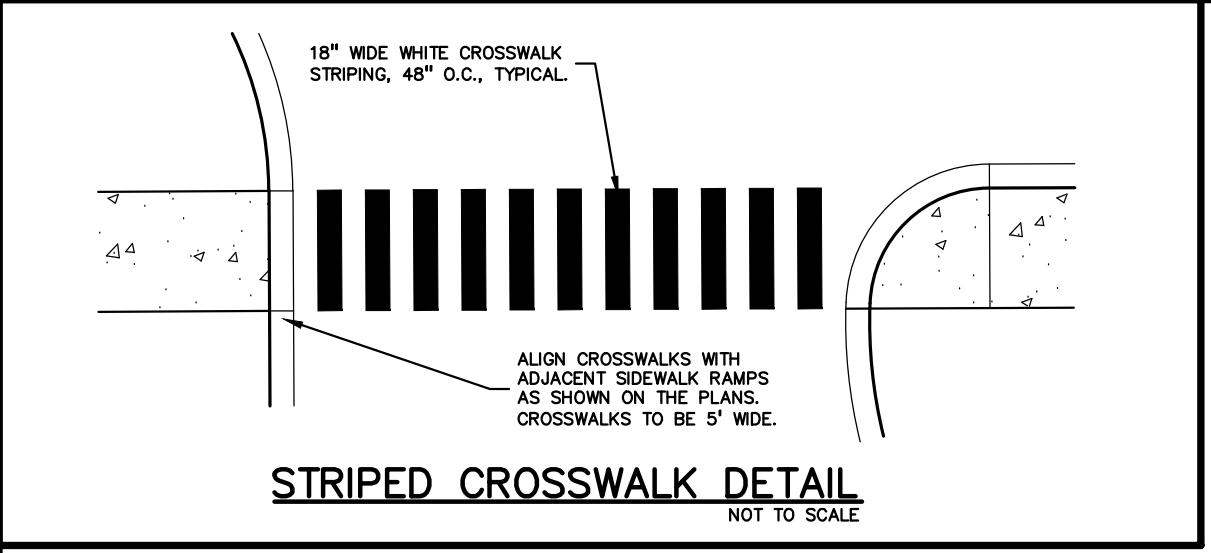 18" WIDE WHITE CROSSWALK
STRIPING, 48" O.C., TYPICAL.
ALIGN CROSSWALKS WITH
ADJACENT SIDEWALK RAMPS
AS SHOWN ON THE PLANS.
CROSSWALKS TO BE 5' WIDE.
STRIPED CROSSWALK DETAIL
NOT TO SCALE